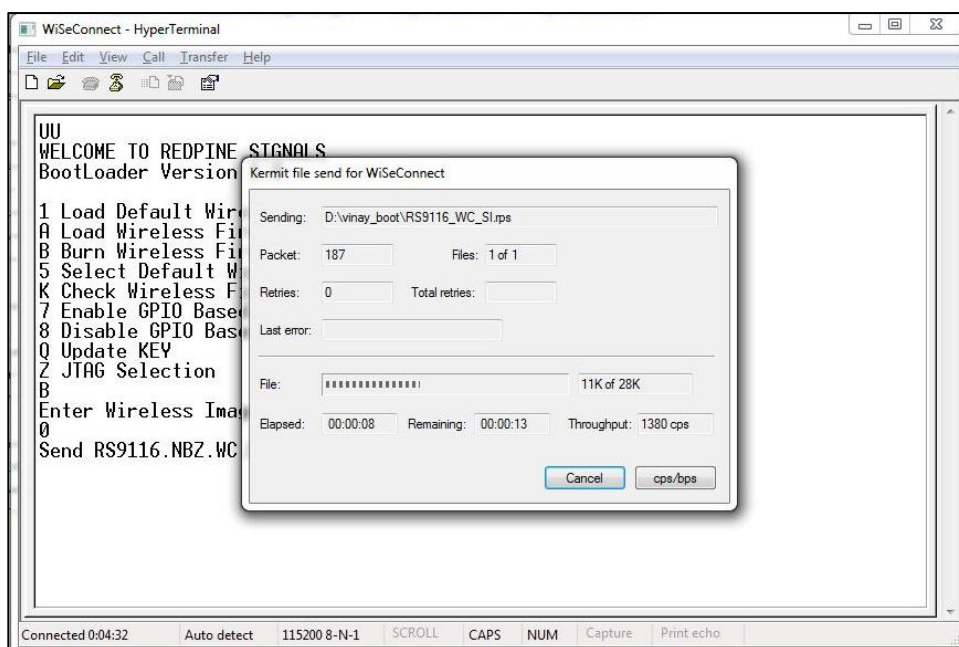 WiSeConnect - HyperTerminal
File Edit View Call Transfer Help
UU
WELCOME TO REDPINE SIGNALS
BootLoader Version
1 Load Default Wir
A Load Wireless Fi
B Burn Wireless Fi
5 Select Default W
K Check Wireless F
7 Enable GPIO Base
8 Disable GPIO Bas
Q Update KEY
Z JTAG Selection
B
Enter Wireless Imag
0
Send RS9116.NBZ.WC
Kermit file send for WiSeConnect
Sending: D:\vinay_boot\RS9116_WC_SI.rps
Packet: 187 Files: 1 of 1
Retries: 0 Total retries:
Last error:
File: 11K of 28K
Elapsed: 00:00:08 Remaining: 00:00:13 Throughput: 1380 cps
Cancel cps/bps
Connected 0:04:32 Auto detect 115200 8-N-1 SCROLL CAPS NUM Capture Print echo